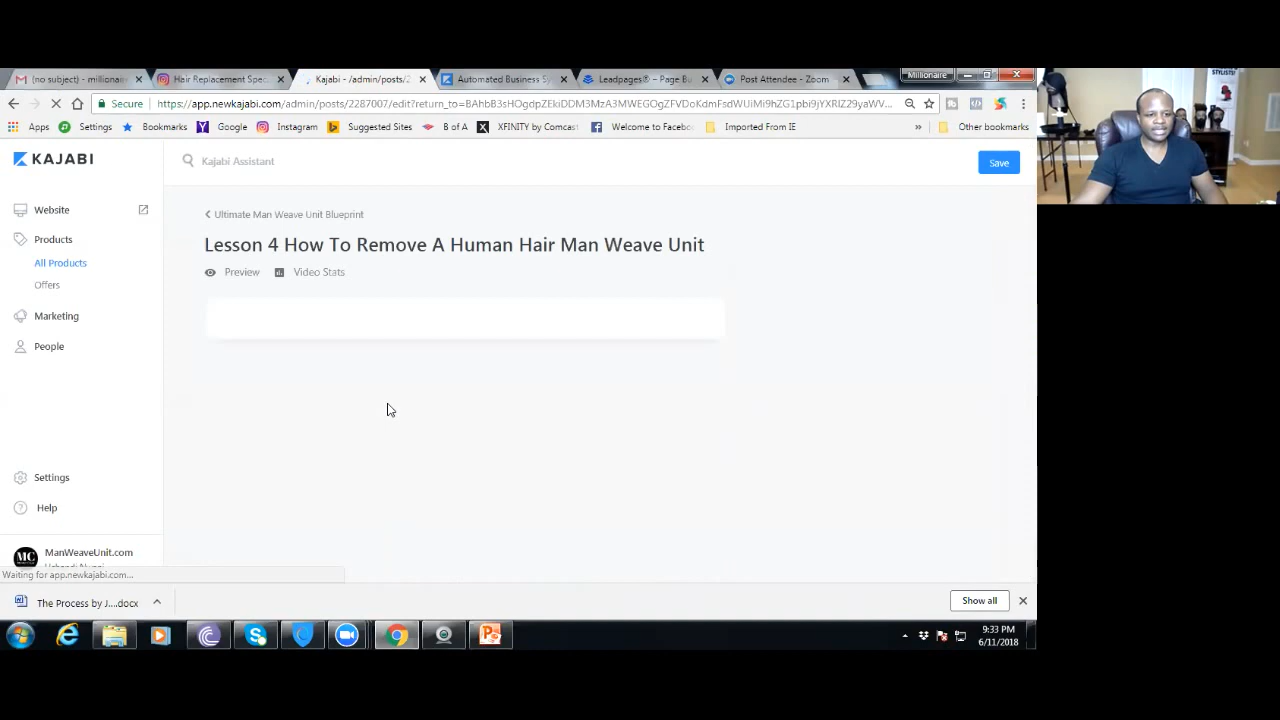 (no subject) - millionai
Hair Replacement Spec
Kajabi - /admin/posts/2
Automated Business Sy
Leadpages® – Page Bu
Post Attendee - Zoom
Millionaire
Secure
https://app.newkajabi.com/admin/posts/2287007/edit?return_to=BAhbB3sHOgdpZEkiDDM3MzA3MWEGOgZFVDoKdmFsdWUiMi9hZG1pbi9jYXRlZ29yaWV...
Apps
Settings
Bookmarks
Google
Instagram
Suggested Sites
B of A
XFINITY by Comcast
Welcome to Faceboo
Imported From IE
»
Other bookmarks
KAJABI
Kajabi Assistant
Save
Website
Products
All Products
Offers
Marketing
People
Settings
Help
Ultimate Man Weave Unit Blueprint
Lesson 4 How To Remove A Human Hair Man Weave Unit
Preview
Video Stats
MC
ManWeaveUnit.com
Waiting for app.newkajabi.com...
The Process by J....docx
Show all
9:33 PM
6/11/2018